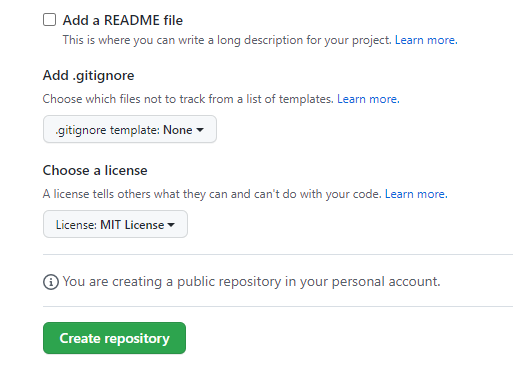 Add a README file
This is where you can write a long description for your project. Learn more.
Add .gitignore
Choose which files not to track from a list of templates. Learn more.
.gitignore template: None
Choose a license
A license tells others what they can and can't do with your code. Learn more.
License: MIT License
You are creating a public repository in your personal account.
Create repository